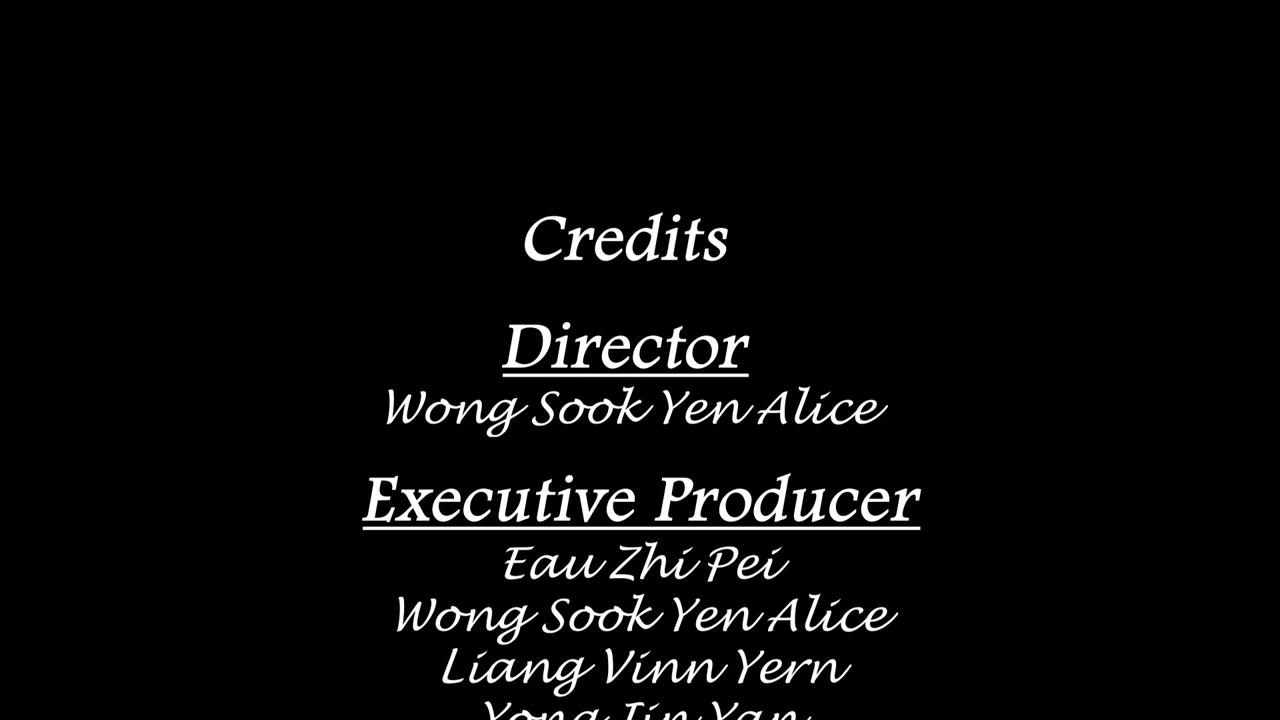 Credits
Director
Wong Sook Yen Alice
Executive Producer
Eau Zhi Pei
Wong Sook Yen Alice
Liang Vinn Yern